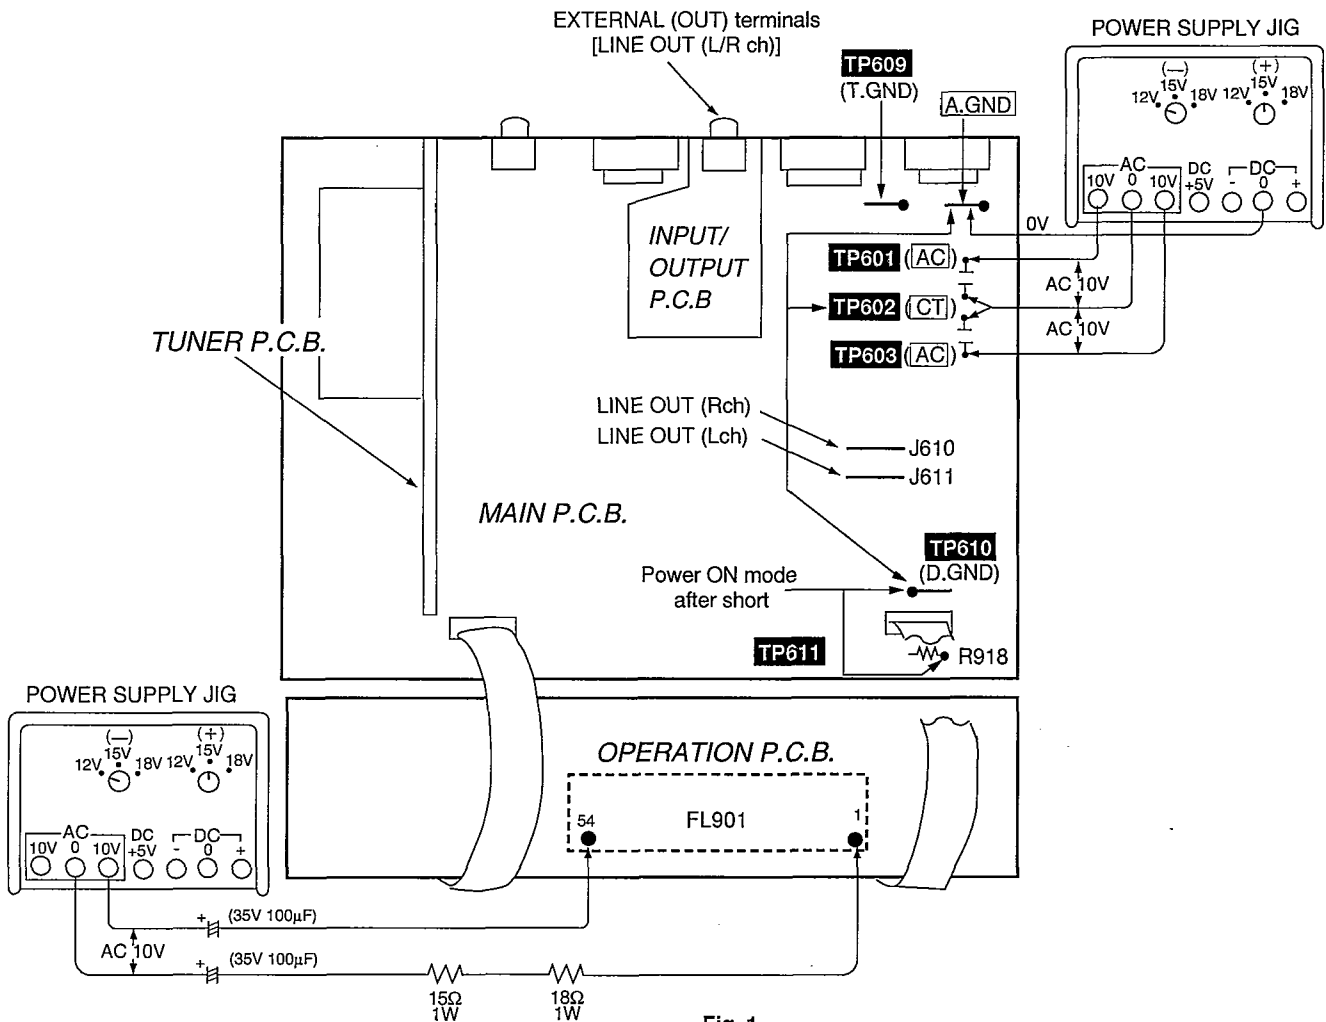 EXTERNAL (OUT) terminals
[LINE OUT (L/R ch)]
POWER SUPPLY JIG
TP609
(T.GND)
A.GND
(−) (+)
12V 15V 18V 12V 15V 18V
AC
10V 0 10V
DC
+5V
DC
- 0 +
0V
INPUT/
OUTPUT
P.C.B
TP601 (AC)
AC 10V
TP602 (CT)
AC 10V
TP603 (AC)
TUNER P.C.B.
LINE OUT (Rch)
LINE OUT (Lch)
J610
J611
MAIN P.C.B.
TP610
(D.GND)
Power ON mode
after short
TP611
R918
POWER SUPPLY JIG
(−) (+)
12V 15V 18V 12V 15V 18V
AC
10V 0 10V
DC
+5V
DC
- 0 +
OPERATION P.C.B.
54
FL901
1
+ (35V 100µF)
AC 10V
+ (35V 100µF)
15Ω
1W
18Ω
1W
Fig. 1